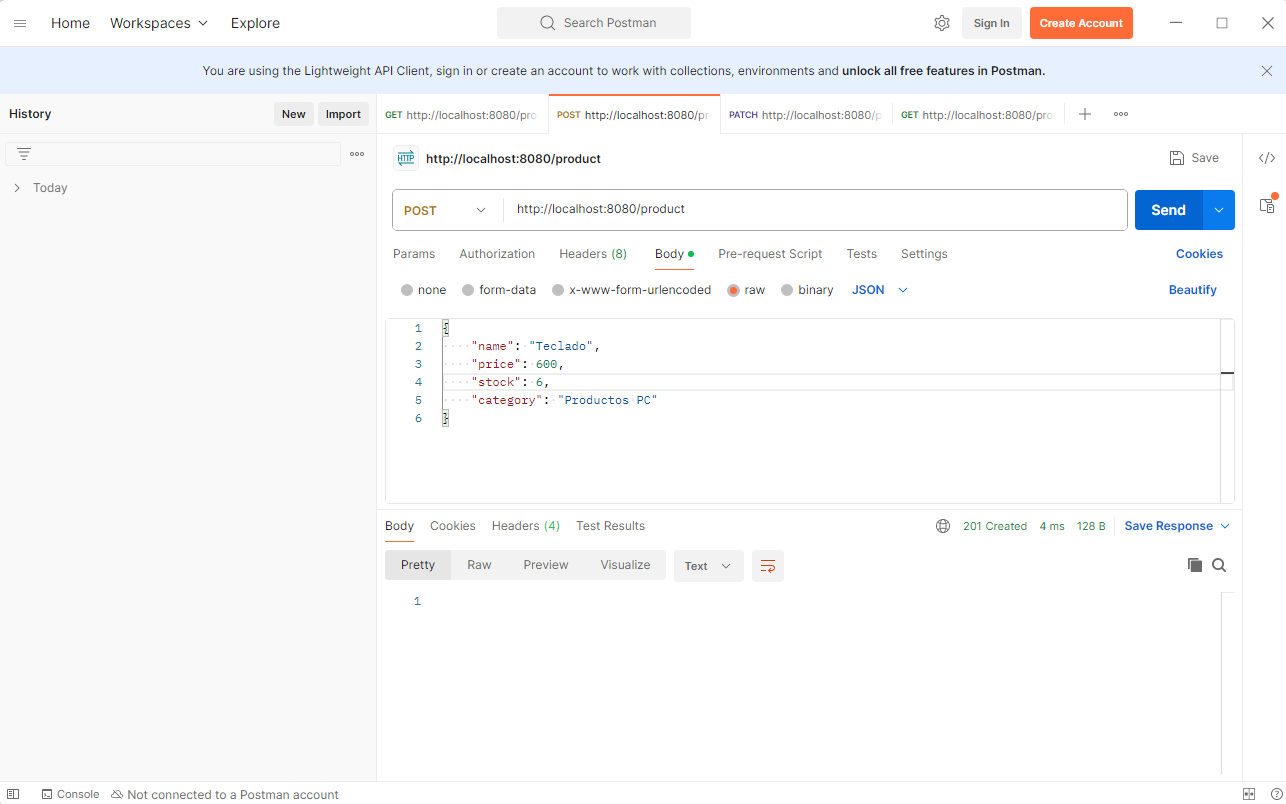 Home Workspaces Explore Search Postman Sign In Create Account
You are using the Lightweight API Client, sign in or create an account to work with collections, environments and unlock all free features in Postman.
History New Import
Today
GET http://localhost:8080/pro POST http://localhost:8080/pr PATCH http://localhost:8080/p GET http://localhost:8080/pro
HTTP http://localhost:8080/product Save
POST http://localhost:8080/product Send
Params Authorization Headers (8) Body Pre-request Script Tests Settings Cookies
none form-data x-www-form-urlencoded raw binary JSON Beautify
1 {
2 "name": "Teclado",
3 "price": 600,
4 "stock": 6,
5 "category": "Productos PC"
6 }
Body Cookies Headers (4) Test Results 201 Created 4 ms 128 B Save Response
Pretty Raw Preview Visualize Text
1
Console Not connected to a Postman account